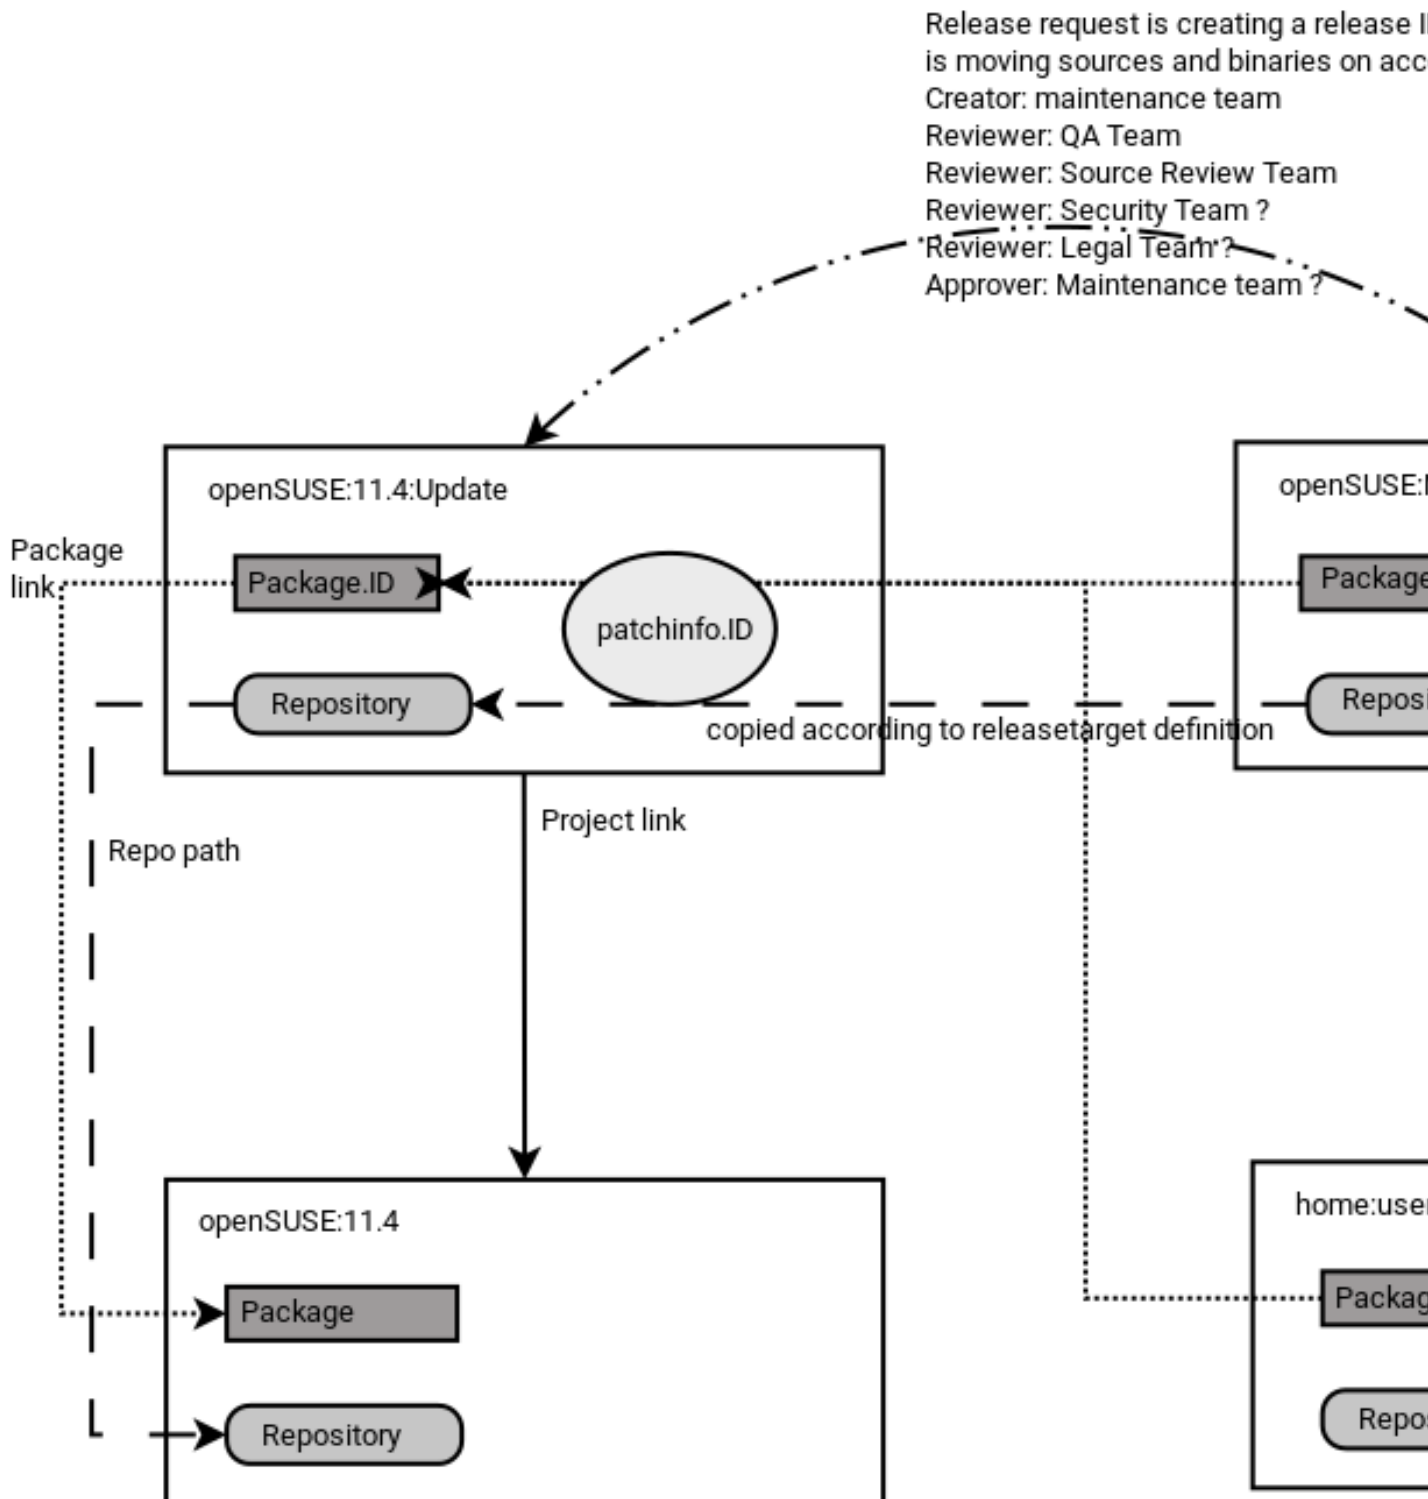 Release request is creating a release
is moving sources and binaries on
Creator: maintenance team
Reviewer: QA Team
Reviewer: Source Review Team
Reviewer: Security Team ?
Reviewer: Legal Team ?
Approver: Maintenance team ?
openSUSE:11.4:Update
openSUSE:
Package
link
Package.ID
patchinfo.ID
Package
Repository
copied according to releasetarget definition
Project link
Repo path
openSUSE:11.4
Package
Repository